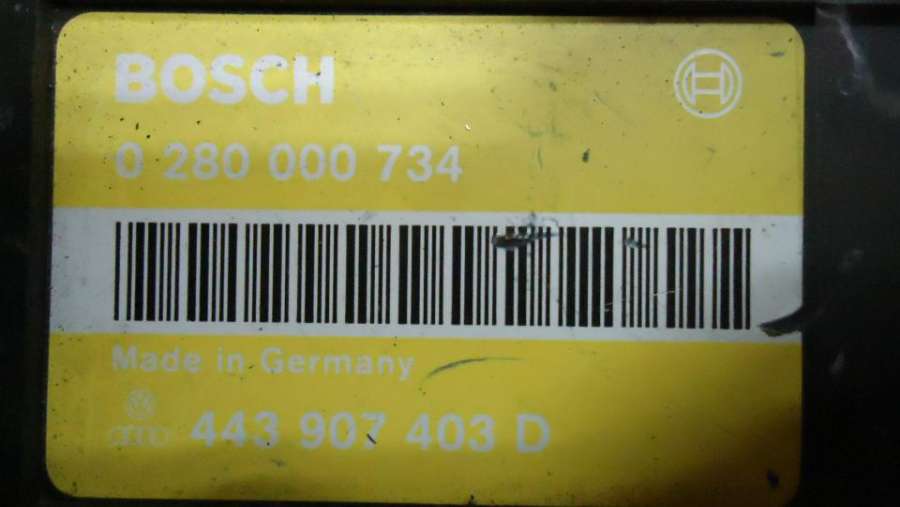 BOSCH
0 280 000 734
Made in Germany
443 907 403 D